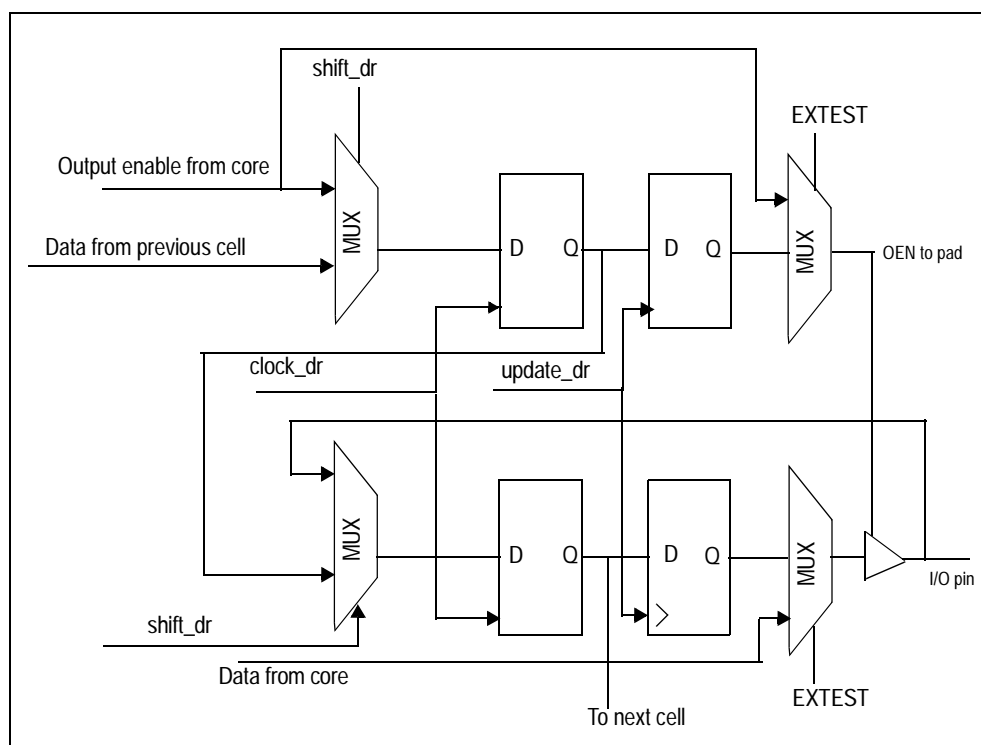 shift_dr
EXTEST
Output enable from core
MUX
MUX
Data from previous cell
D Q
D Q
OEN to pad
clock_dr
update_dr
MUX
MUX
D Q
D Q
I/O pin
shift_dr
Data from core
EXTEST
To next cell